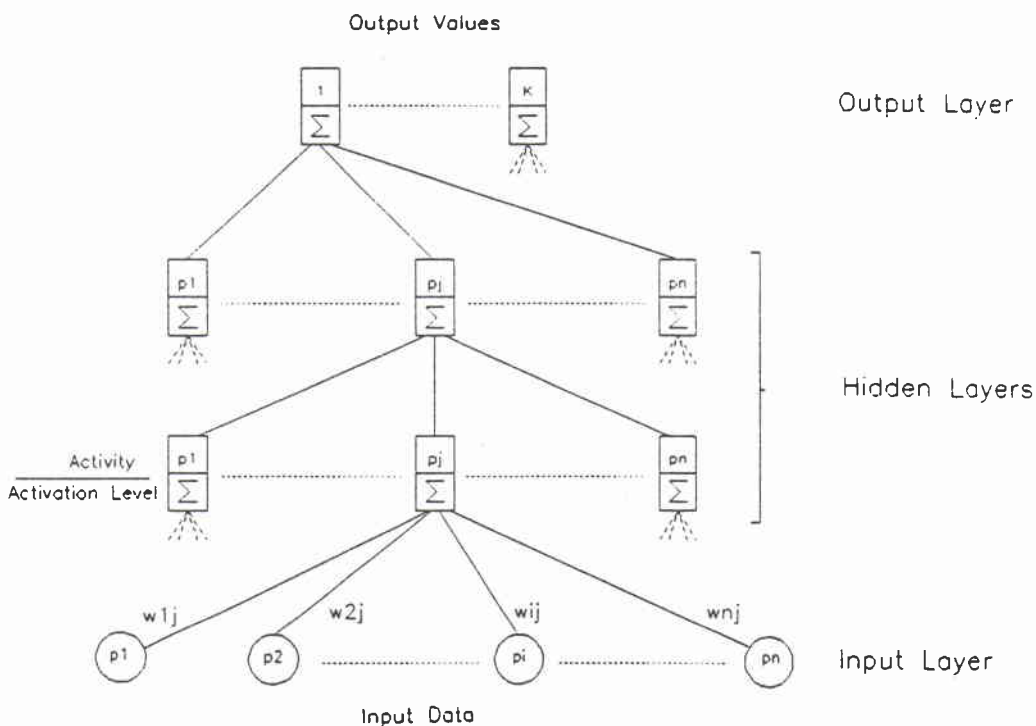 Output Values
1 K
Σ Σ
Output Layer
p1 pj pn
Σ Σ Σ
Hidden Layers
p1 pj pn
Σ Σ Σ
Activity
Activation Level
w1j w2j wij wnj
p1 p2 pi pn
Input Layer
Input Data